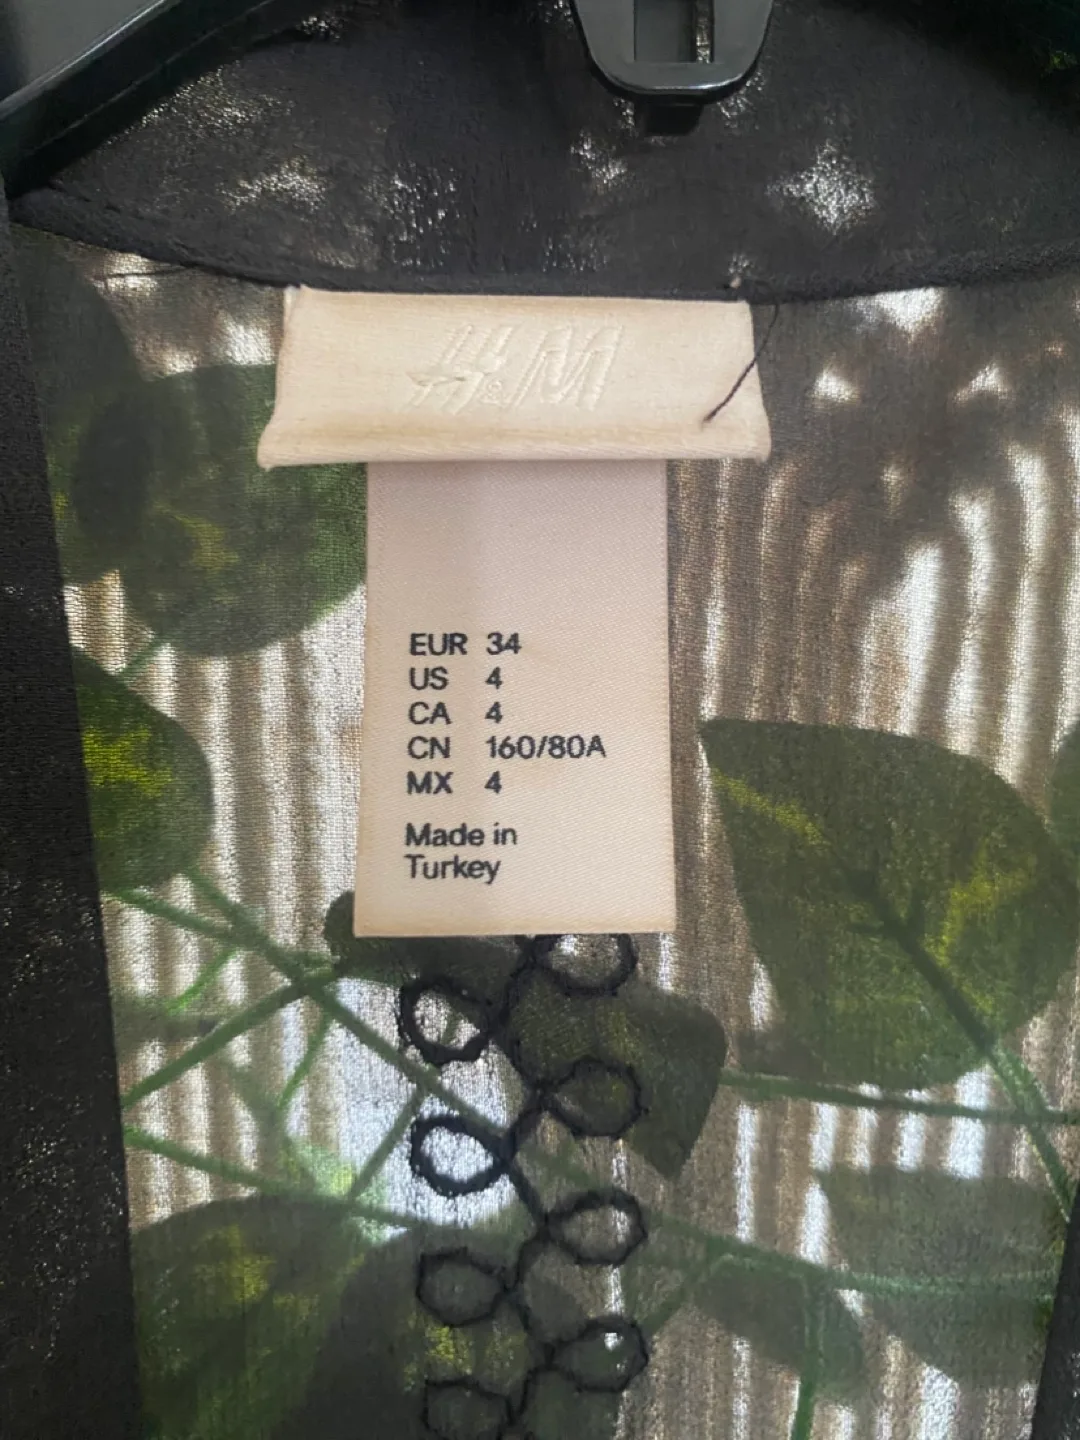 H&M
EUR 34
US 4
CA 4
CN 160/80A
MX 4
Made in
Turkey